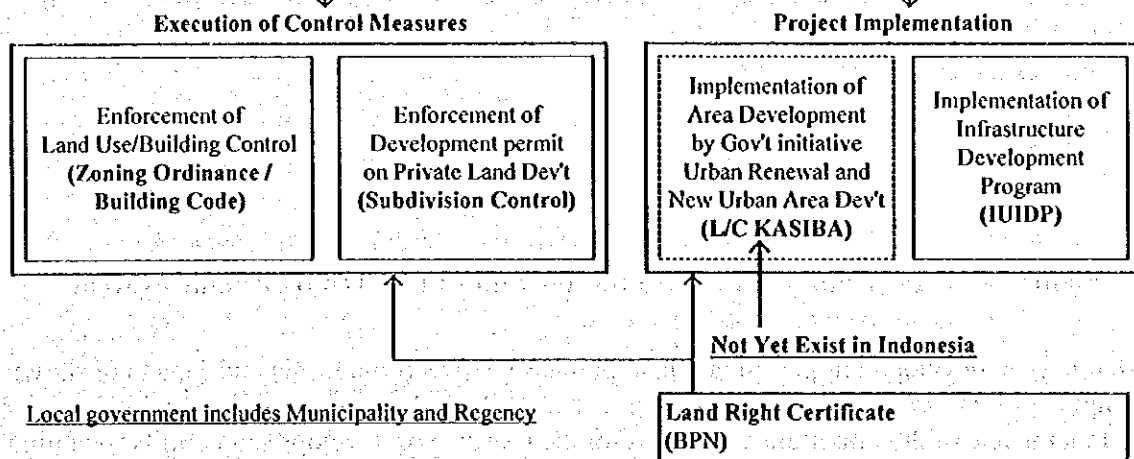 Execution of Control Measures
Project Implementation
Enforcement of
Land Use/Building Control
(Zoning Ordinance /
Building Code)
Enforcement of
Development permit
on Private Land Dev't
(Subdivision Control)
Implementation of
Area Development
by Gov't initiative
Urban Renewal and
New Urban Area Dev't
(L/C KASIBA)
Implementation of
Infrastructure
Development
Program
(IUIDP)
Not Yet Exist in Indonesia
Local government includes Municipality and Regency
Land Right Certificate
(BPN)